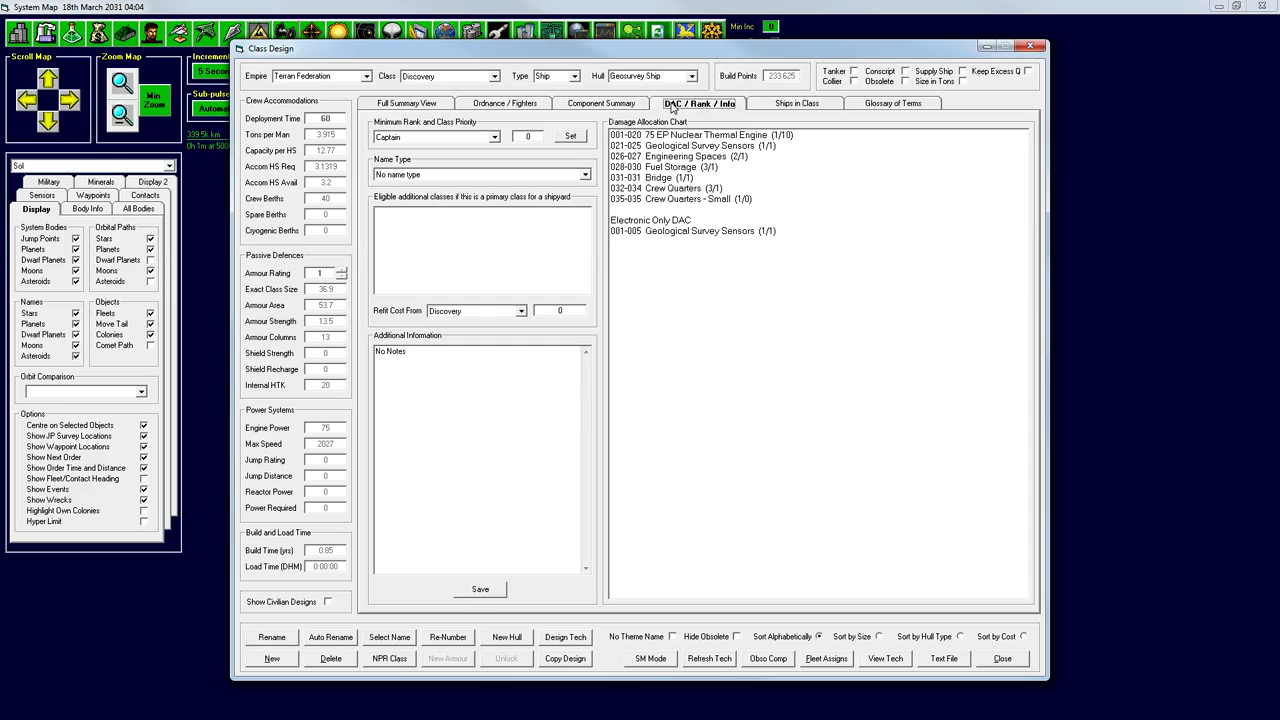 System Map   18th March 2031 04:04
Min Inc 0
Scroll Map
Zoom Map
Min Zoom
Increment
5 Second
Sub-pulse
Automat
339.5k km
0h 1m at 5000
Sol
Military Minerals Display 2
Sensors Waypoints Contacts
Display Body Info All Bodies
System Bodies
Jump Points
Planets
Dwarf Planets
Moons
Asteroids
Orbital Paths
Stars
Planets
Dwarf Planets
Moons
Asteroids
Names
Stars
Planets
Dwarf Planets
Moons
Asteroids
Objects
Fleets
Move Tail
Colonies
Comet Path
Orbit Comparison
Options
Centre on Selected Objects
Show JP Survey Locations
Show Waypoint Locations
Show Next Order
Show Order Time and Distance
Show Fleet/Contact Heading
Show Events
Show Wrecks
Highlight Own Colonies
Hyper Limit
Class Design
Empire Terran Federation Class Discovery Type Ship Hull Geosurvey Ship Build Points 233.625
Tanker Conscript Supply Ship Keep Excess Q
Collier Obsolete Size in Tons
Crew Accommodations
Deployment Time 60
Tons per Man 3.915
Capacity per HS 12.77
Accom HS Req 3.1319
Accom HS Avail 3.2
Crew Berths 40
Spare Berths 0
Cryogenic Berths 0
Passive Defences
Armour Rating 1
Exact Class Size 36.9
Armour Area 53.7
Armour Strength 13.5
Armour Columns 13
Shield Strength 0
Shield Recharge 0
Internal HTK 20
Power Systems
Engine Power 75
Max Speed 2027
Jump Rating 0
Jump Distance 0
Reactor Power 0
Power Required 0
Build and Load Time
Build Time (yrs) 0.85
Load Time (DHM) 0:00:00
Show Civilian Designs
Full Summary View Ordnance / Fighters Component Summary DAC / Rank / Info Ships in Class Glossary of Terms
Minimum Rank and Class Priority
Captain 0 Set
Name Type
No name type
Eligible additional classes if this is a primary class for a shipyard
Refit Cost From Discovery 0
Additional Information
No Notes
Save
Damage Allocation Chart
001-020 75 EP Nuclear Thermal Engine (1/10)
021-025 Geological Survey Sensors (1/1)
026-027 Engineering Spaces (2/1)
028-030 Fuel Storage (3/1)
031-031 Bridge (1/1)
032-034 Crew Quarters (3/1)
035-035 Crew Quarters - Small (1/0)
Electronic Only DAC
001-005 Geological Survey Sensors (1/1)
Rename Auto Rename Select Name Re-Number New Hull Design Tech No Theme Name Hide Obsolete Sort Alphabetically Sort by Size Sort by Hull Type Sort by Cost
New Delete NPR Class New Armour Unlock Copy Design SM Mode Refresh Tech Obso Comp Fleet Assigns View Tech Text File Close